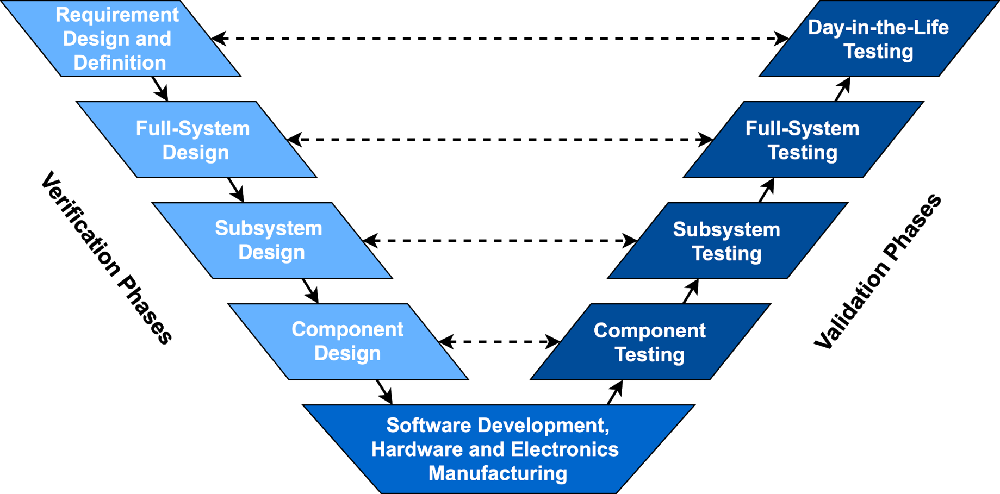 Requirement
Design and
Definition
Day-in-the-Life
Testing
Full-System
Design
Full-System
Testing
Subsystem
Design
Subsystem
Testing
Component
Design
Component
Testing
Software Development,
Hardware and Electronics
Manufacturing
Verification Phases
Validation Phases